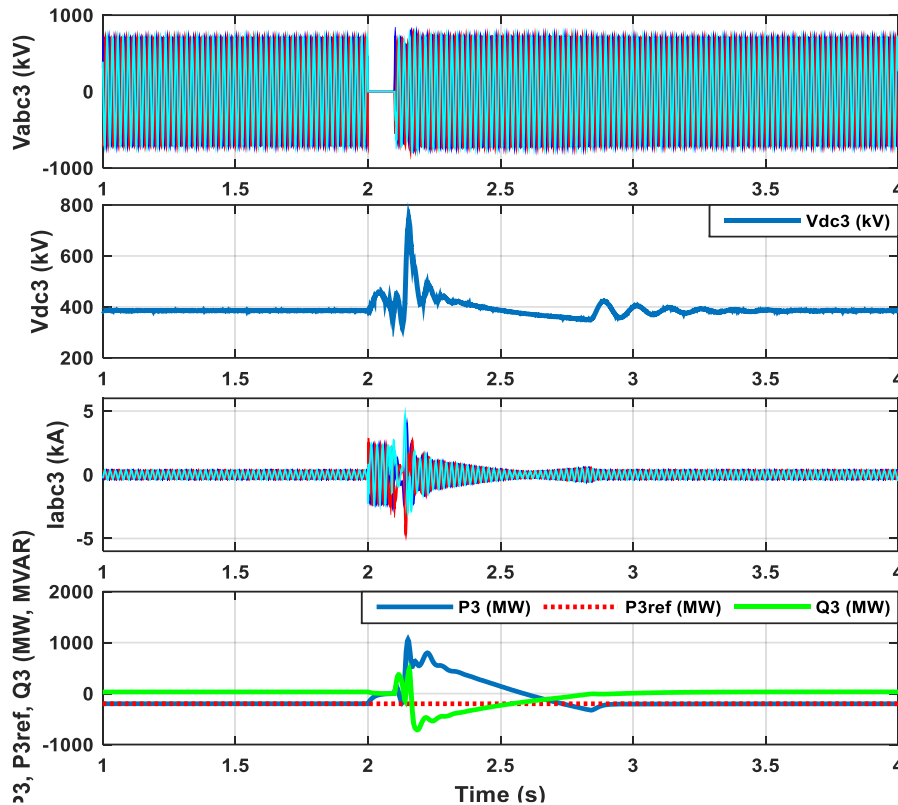 Vabc3 (kV)
1000
0
-1000
1 1.5 2 2.5 3 3.5 4
Vdc3 (kV)
800
600
400
200
Vdc3 (kV)
1 1.5 2 2.5 3 3.5 4
Iabc3 (kA)
5
0
-5
1 1.5 2 2.5 3 3.5 4
P3, P3ref, Q3 (MW, MVAR)
2000
1000
0
-1000
P3 (MW) P3ref (MW) Q3 (MW)
1 1.5 2 2.5 3 3.5 4
Time (s)